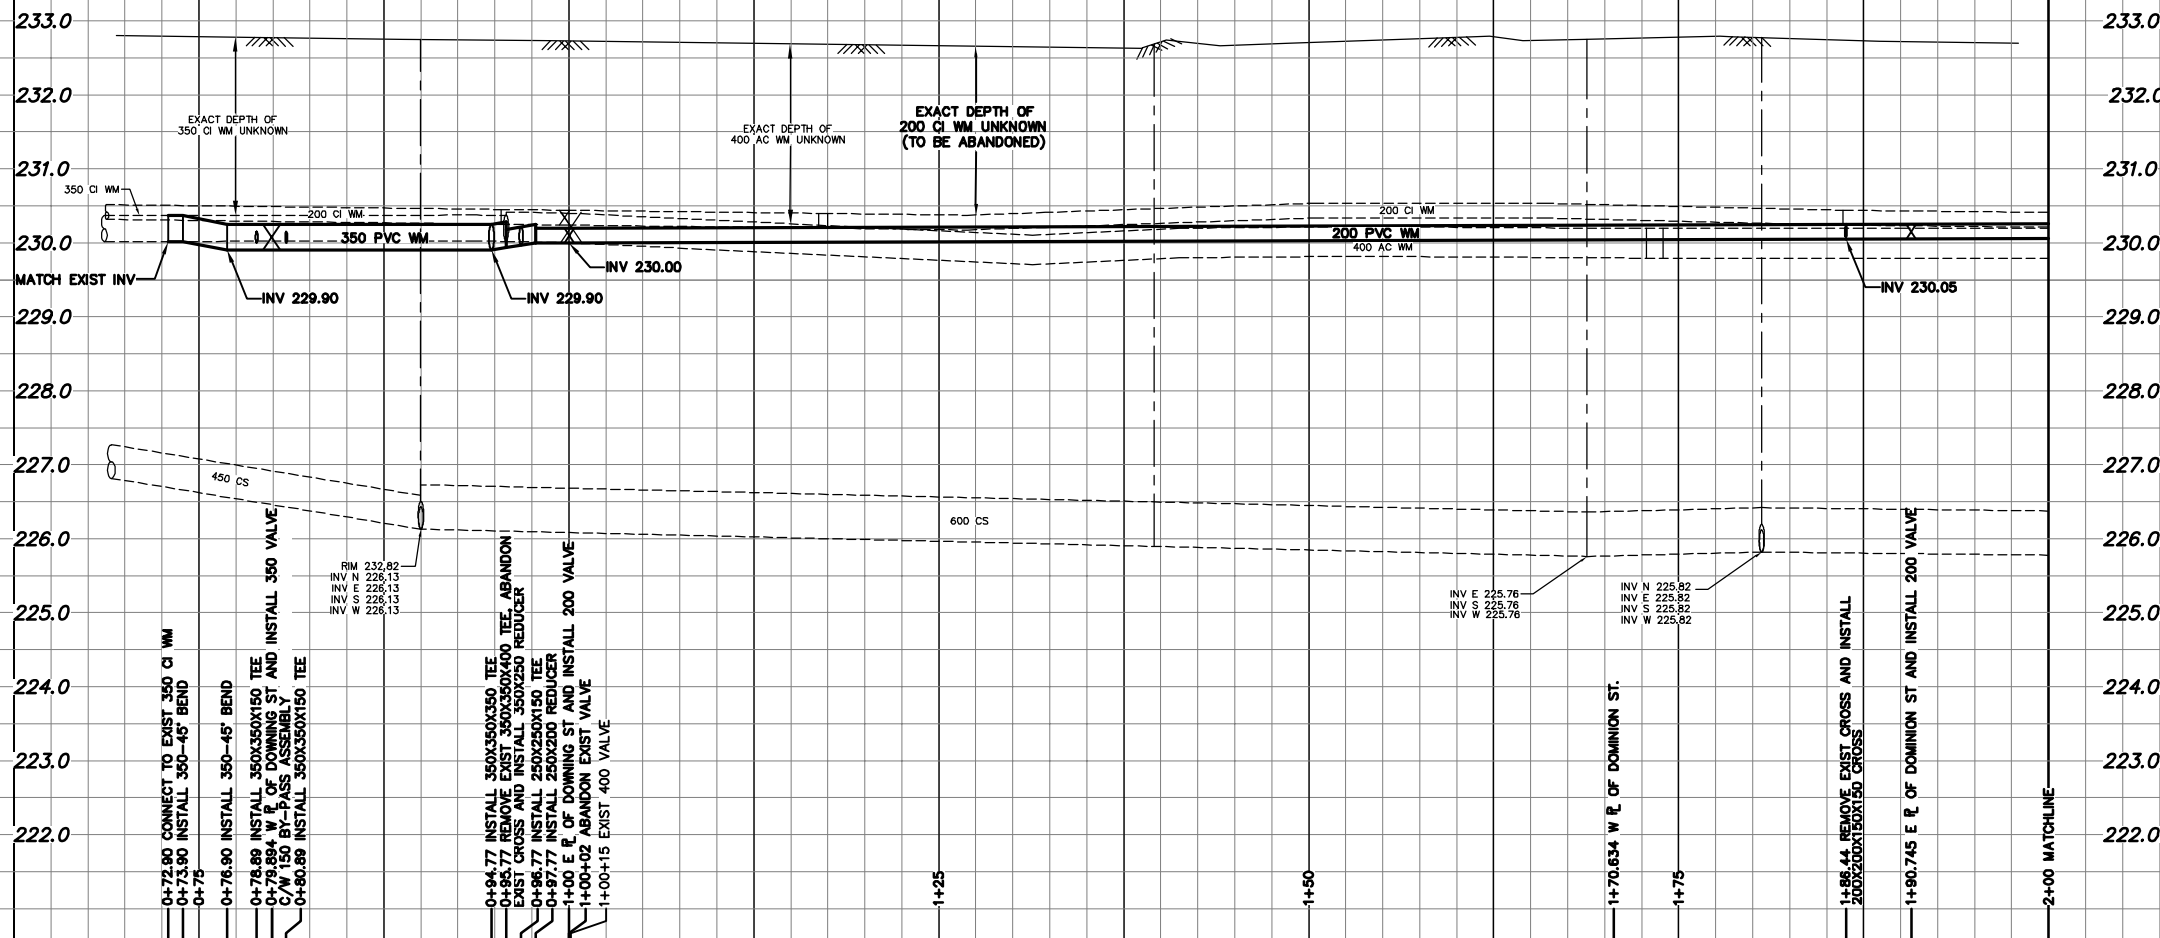 233.0
232.0
231.0
230.0
229.0
228.0
227.0
226.0
225.0
224.0
223.0
222.0
EXACT DEPTH OF
350 CI WM UNKNOWN
EXACT DEPTH OF
400 AC WM UNKNOWN
EXACT DEPTH OF
200 CI WM UNKNOWN
(TO BE ABANDONED)
350 CI WM
200 CI WM
350 PVC WM
200 CI WM
200 PVC WM
400 AC WM
MATCH EXIST INV
INV 229.90
INV 229.90
INV 230.00
INV 230.05
450 CS
600 CS
RIM 232.82
INV N 226.13
INV E 226.13
INV S 226.13
INV W 226.13
INV E 225.76
INV S 225.76
INV W 225.76
INV N 225.82
INV E 225.82
INV S 225.82
INV W 225.82
0+72.90 CONNECT TO EXIST 350 CI WM
0+73.90 INSTALL 350-45° BEND
0+75
0+76.90 INSTALL 350-45° BEND
0+78.89 INSTALL 350X350X150 TEE
0+79.894 W PL OF DOWNING ST AND INSTALL 350 VALVE
C/W 150 BY-PASS ASSEMBLY
0+80.89 INSTALL 350X350X150 TEE
0+94.77 INSTALL 350X350X350 TEE
0+95.77 REMOVE EXIST 350X350X400 TEE, ABANDON
EXIST CROSS AND INSTALL 350X250 REDUCER
0+96.77 INSTALL 250X250X150 TEE
0+97.77 INSTALL 250X200 REDUCER
1+00 E PL OF DOWNING ST AND INSTALL 200 VALVE
1+00+02 ABANDON EXIST VALVE
1+00+15 EXIST 400 VALVE
1+25
1+50
1+70.634 W PL OF DOMINION ST.
1+75
1+86.44 REMOVE EXIST CROSS AND INSTALL
200X200X150X150 CROSS
1+90.745 E PL OF DOMINION ST AND INSTALL 200 VALVE
2+00 MATCHLINE
233.0
232.0
231.0
230.0
229.0
228.0
227.0
226.0
225.0
224.0
223.0
222.0